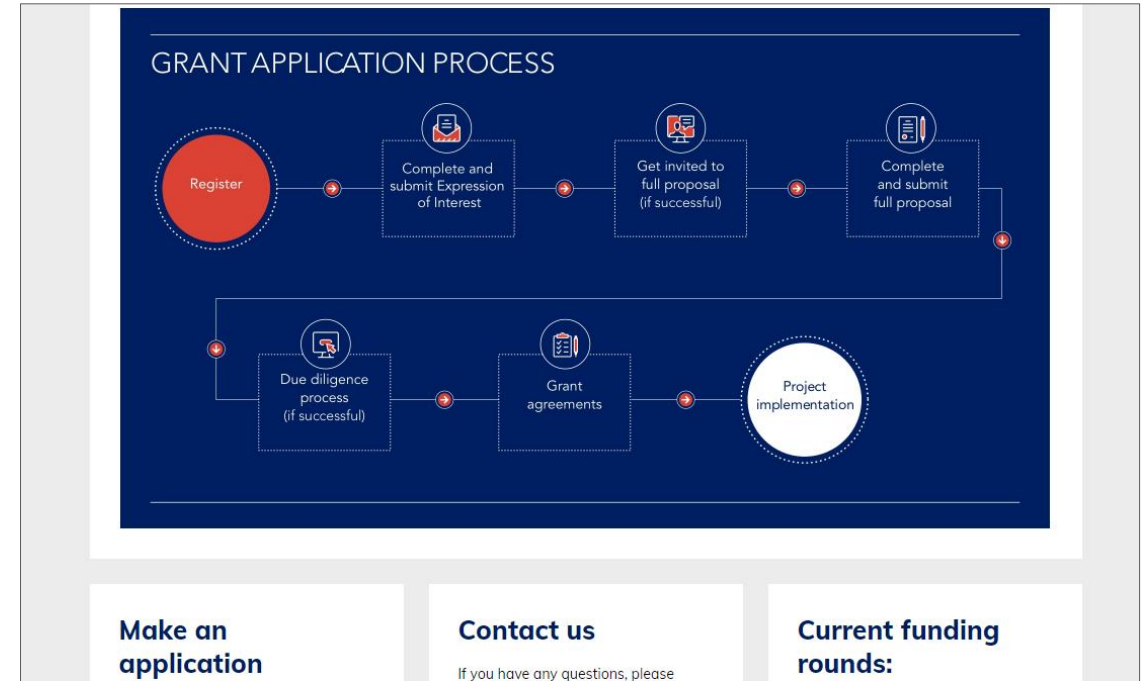 GRANT APPLICATION PROCESS
Register
Complete and
submit Expression
of Interest
Get invited to
full proposal
(if successful)
Complete
and submit
full proposal
Due diligence
process
(if successful)
Grant
agreements
Project
implementation
Make an
application
Contact us
If you have any questions, please
Current funding
rounds: